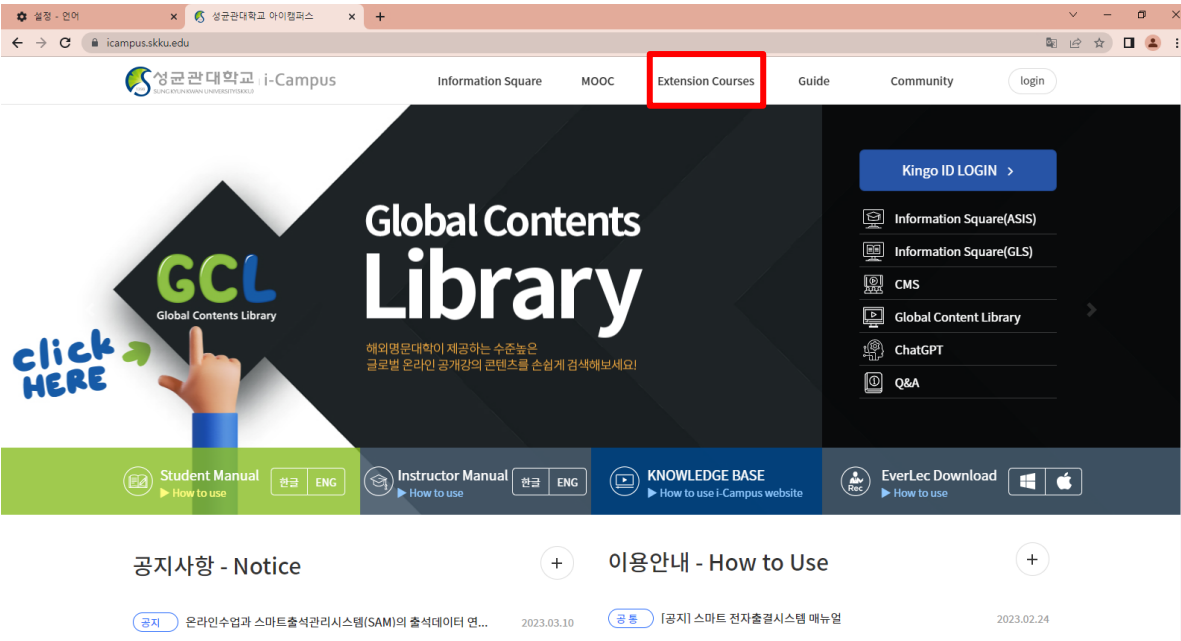 설정 - 언어
성균관대학교 아이캠퍼스
icampus.skku.edu
성균관대학교 i-Campus
SUNGKYUNKWAN UNIVERSITY(SKKU)
Information Square
MOOC
Extension Courses
Guide
Community
login
click
HERE
GCL
Global Contents Library
Global Contents
Library
해외명문대학이 제공하는 수준높은
글로벌 온라인 공개강의 콘텐츠를 손쉽게 검색해보세요!
Kingo ID LOGIN >
Information Square(ASIS)
Information Square(GLS)
CMS
Global Content Library
ChatGPT
Q&A
Student Manual
▶ How to use
한글 ENG
Instructor Manual
▶ How to use
한글 ENG
KNOWLEDGE BASE
▶ How to use i-Campus website
Rec
EverLec Download
▶ How to use
공지사항 - Notice
+
공지 온라인수업과 스마트출석관리시스템(SAM)의 출석데이터 연... 2023.03.10
이용안내 - How to Use
+
공통 [공지] 스마트 전자출결시스템 매뉴얼 2023.02.24